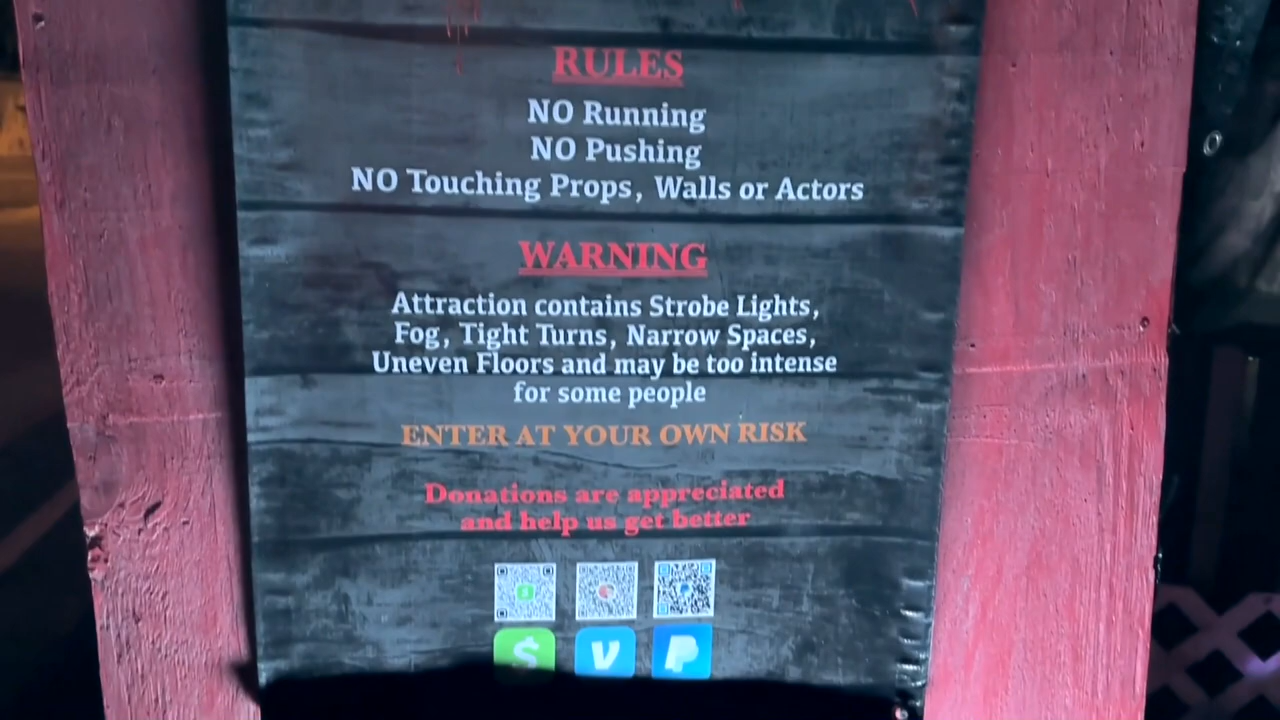 RULES
NO Running
NO Pushing
NO Touching Props, Walls or Actors
WARNING
Attraction contains Strobe Lights,
Fog, Tight Turns, Narrow Spaces,
Uneven Floors and may be too intense
for some people
ENTER AT YOUR OWN RISK
Donations are appreciated
and help us get better